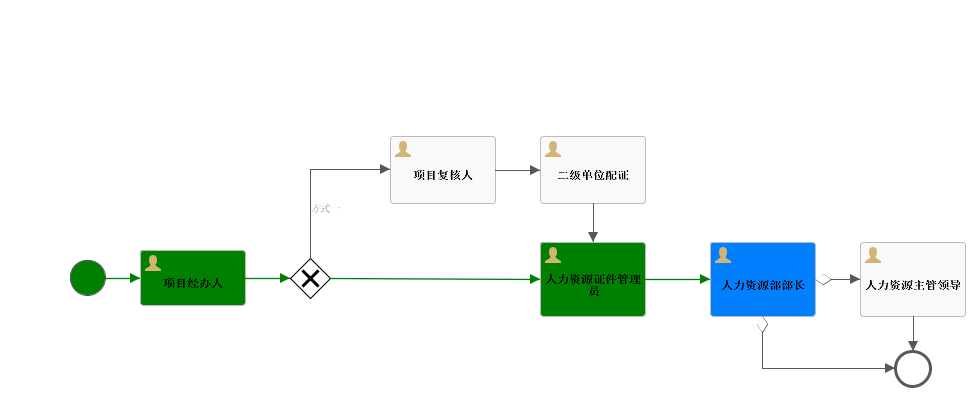 项目复核人
二级单位配证
方式一
项目经办人
人力资源证件管理
员
人力资源部部长
人力资源主管领导